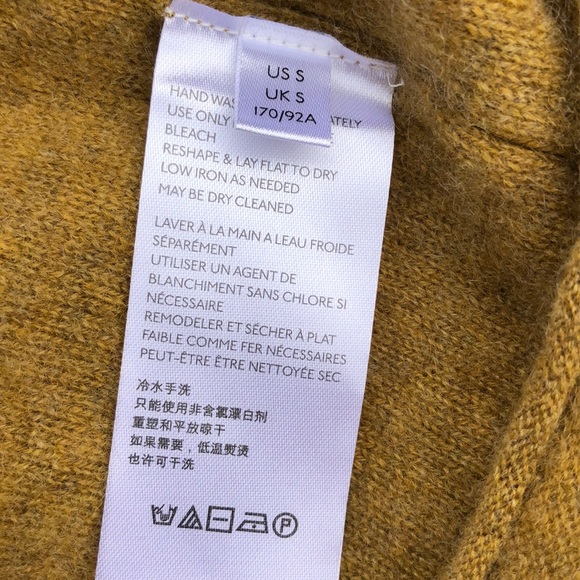 US S
UK S
170/92A
HAND
USE ONLY
BLEACH
RESHAPE & LAY FLAT TO DRY
LOW IRON AS NEEDED
MAY BE DRY CLEANED
LAVER À LA MAIN A LEAU FROIDE
SÉPARÉMENT
UTILISER UN AGENT DE
BLANCHIMENT SANS CHLORE SI
NÉCESSAIRE
REMODELER ET SÉCHER À PLAT
FAIBLE COMME FER NÉCESSAIRES
PEUT-ÊTRE ÊTRE NETTOYÉE SEC
冷水手洗
只能使用非含氯漂白剂
重塑和平放晾干
如果需要，低温熨烫
也许可干洗
P